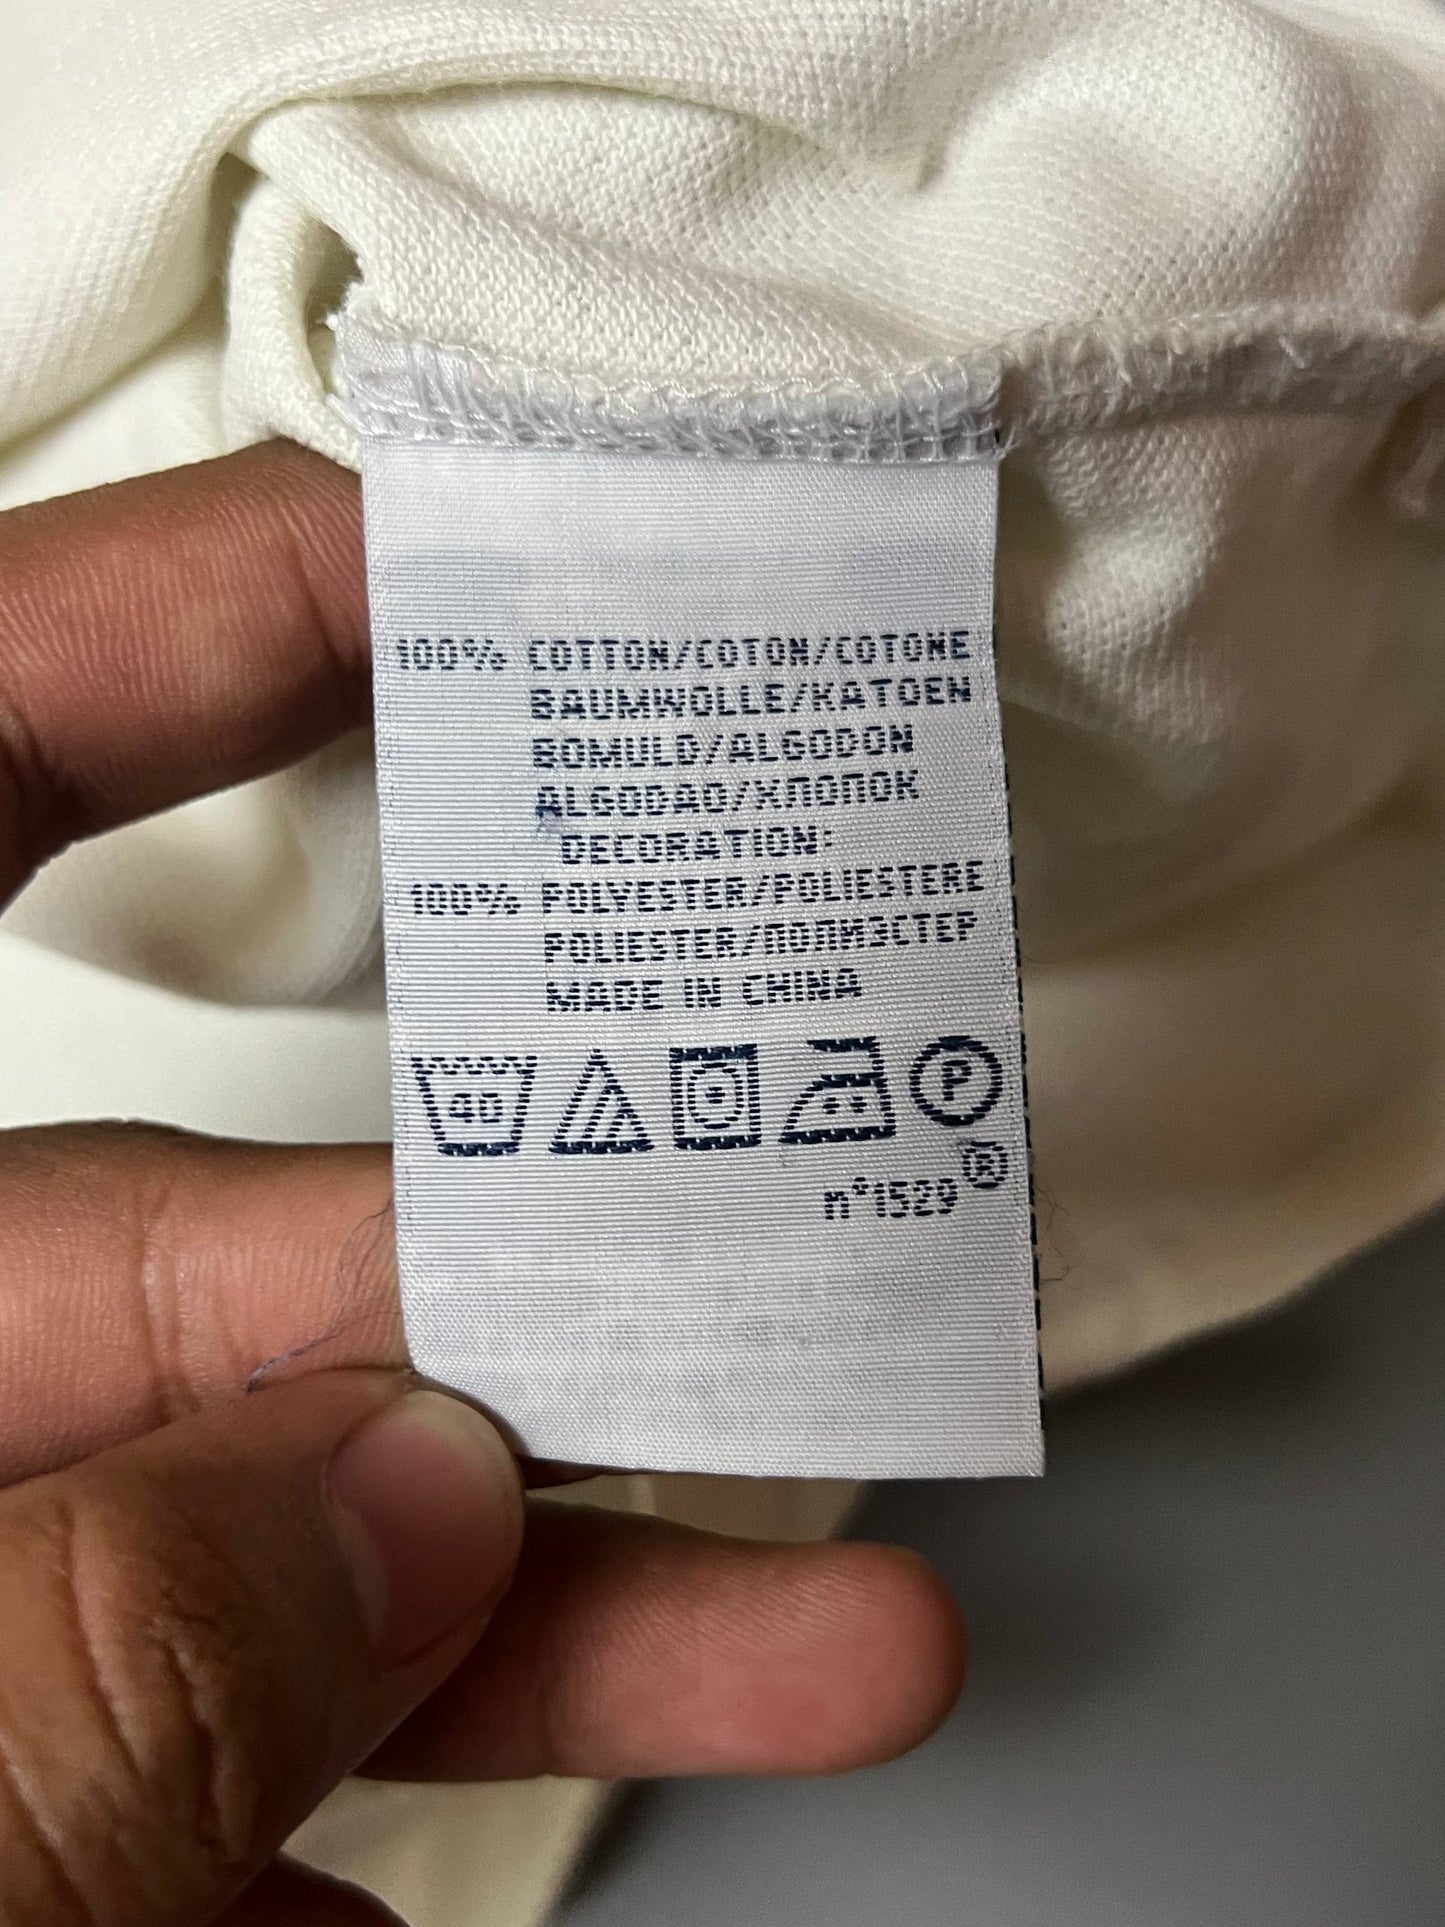 100% COTTON/COTON/COTONE
BAUMWOLLE/KATOEN
BOMULD/ALGODON
ALGODAO/ХЛОПОК
DECORATION:
100% POLYESTER/POLIESTERE
POLIESTER/ПОЛИЭСТЕР
MADE IN CHINA
40 P
®
n°1529